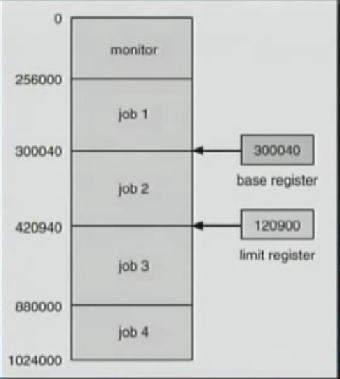 0
monitor
256000
job 1
300040
300040
base register
job 2
420940
120900
limit register
job 3
880000
job 4
1024000